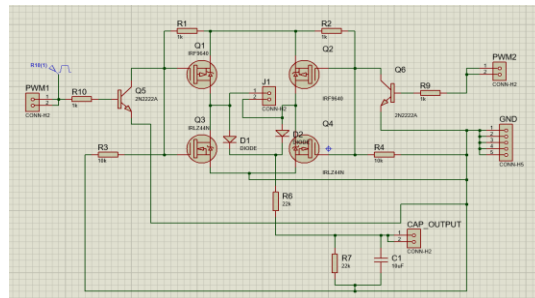 R1
1k
R2
1k
Q1
IRF9640
Q2
IRF9640
J1
CONN-H2
R10(1)
PWM1
CONN-H2
R10
1k
Q5
2N2222A
Q6
2N2222A
R9
1k
PWM2
CONN-H2
Q3
IRLZ44N
Q4
IRLZ44N
D1
DIODE
D2
DIODE
R3
10k
R4
10k
GND
CONN-H5
R6
22k
CAP_OUTPUT
CONN-H2
R7
22k
C1
10uF